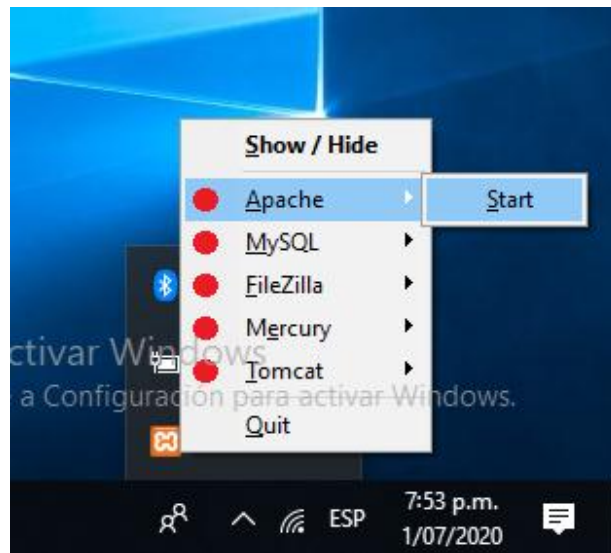 Show / Hide
Apache
Start
MySQL
FileZilla
Mercury
Tomcat
Quit
Windows
a Configuración para activar Windows.
ESP
7:53 p.m.
1/07/2020